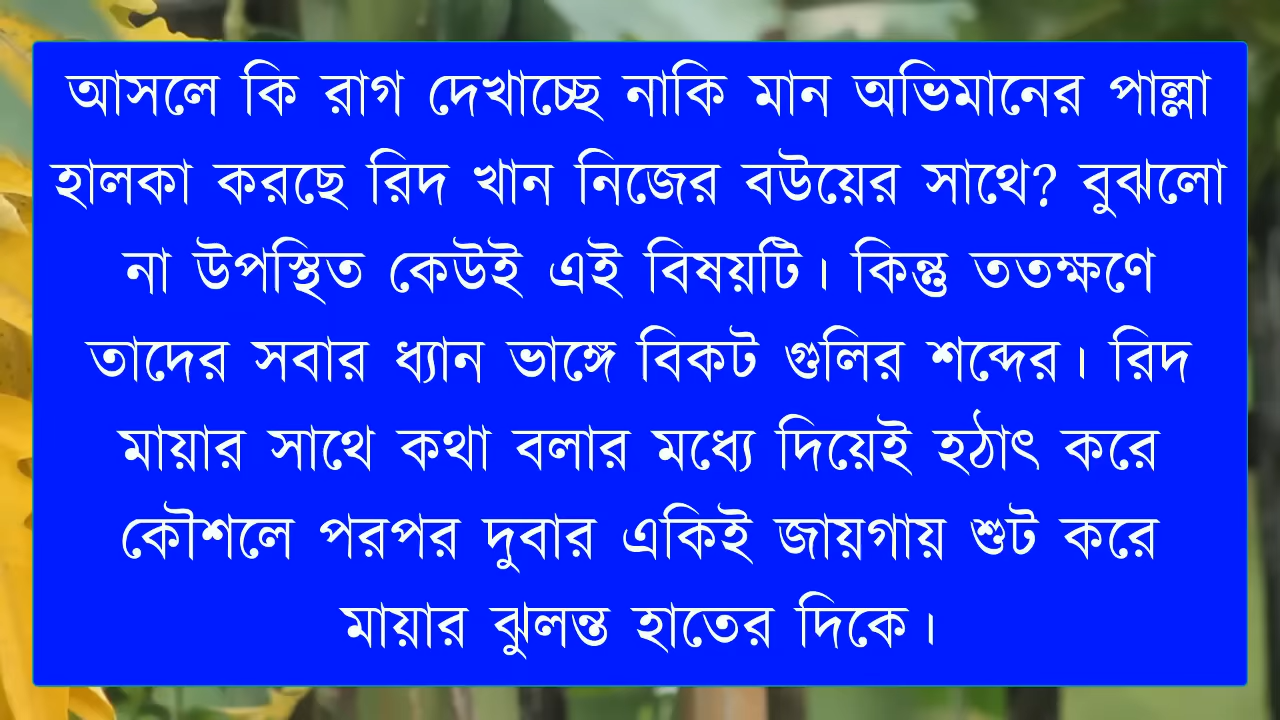 আসলে কি রাগ দেখাচ্ছে নাকি মান অভিমানের পাল্লা
হালকা করছে রিদ খান নিজের বউয়ের সাথে? বুঝলো
না উপস্থিত কেউই এই বিষয়টি। কিন্তু ততক্ষণে
তাদের সবার ধ্যান ভাঙ্গে বিকট গুলির শব্দের। রিদ
মায়ার সাথে কথা বলার মধ্যে দিয়েই হঠাৎ করে
কৌশলে পরপর দুবার একিই জায়গায় শুট করে
মায়ার ঝুলন্ত হাতের দিকে।